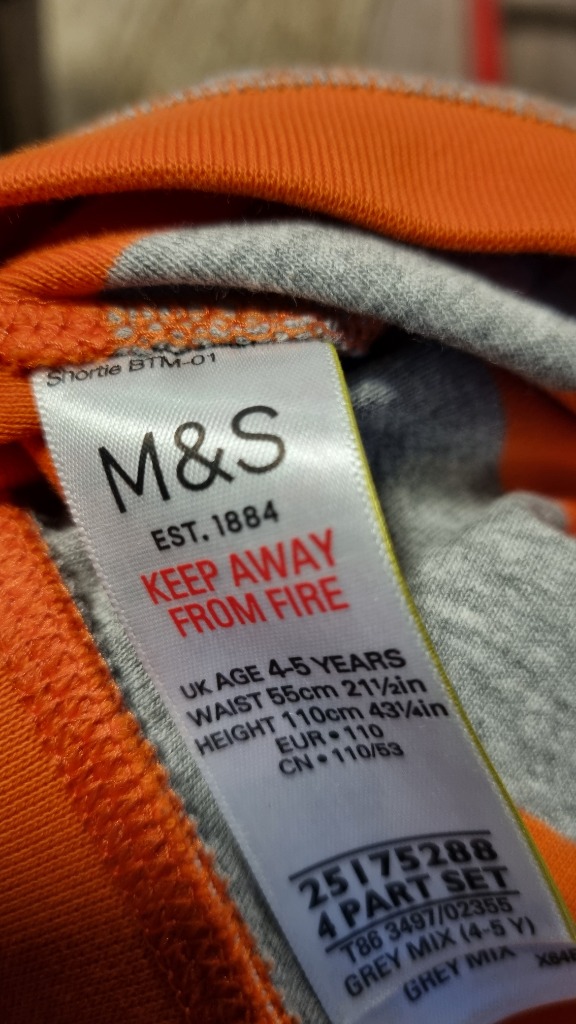 Shortie BTM-01
M&S
EST. 1884
KEEP AWAY
FROM FIRE
UK AGE 4-5 YEARS
WAIST 55cm 21½in
HEIGHT 110cm 43¼in
EUR • 110
CN • 110/53
25175288
4 PART SET
T86 3497/02355
GREY MIX (4-5 Y)
GREY MIX